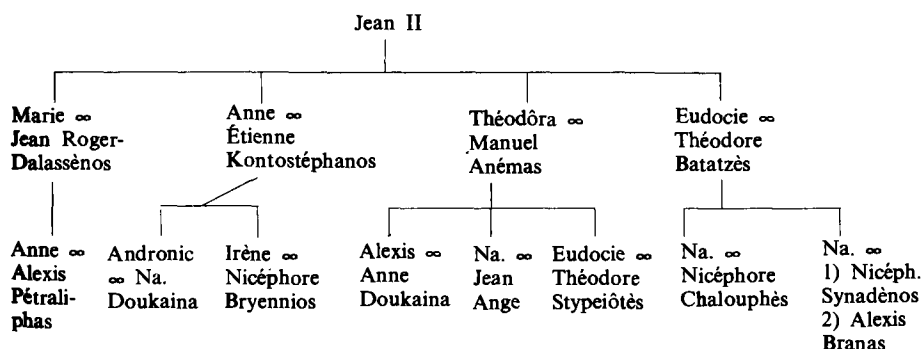 Jean II
Marie ∞
Jean Roger-
Dalassènos
Anne ∞
Étienne
Kontostéphanos
Théodôra ∞
Manuel
Anémas
Eudocie ∞
Théodore
Batatzès
Anne ∞
Alexis
Pétrali-
phas
Andronic
∞ Na.
Doukaina
Irène ∞
Nicéphore
Bryennios
Alexis ∞
Anne
Doukaina
Na. ∞
Jean
Ange
Eudocie ∞
Théodore
Stypeiôtès
Na. ∞
Nicéphore
Chalouphès
Na. ∞
1) Nicéph.
Synadènos
2) Alexis
Branas